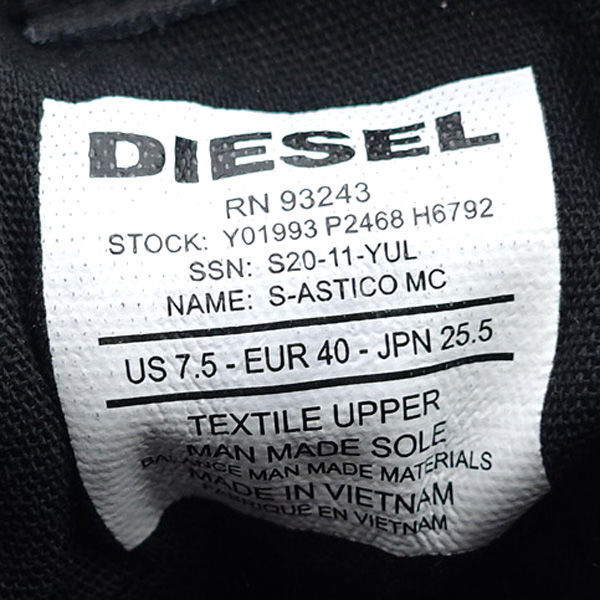 DIESEL
RN 93243
STOCK: Y01993 P2468 H6792
SSN: S20-11-YUL
NAME: S-ASTICO MC
US 7.5 - EUR 40 - JPN 25.5
TEXTILE UPPER
MAN MADE SOLE
BALANCE MAN MADE MATERIALS
MADE IN VIETNAM
FABRIQUE EN VIETNAM